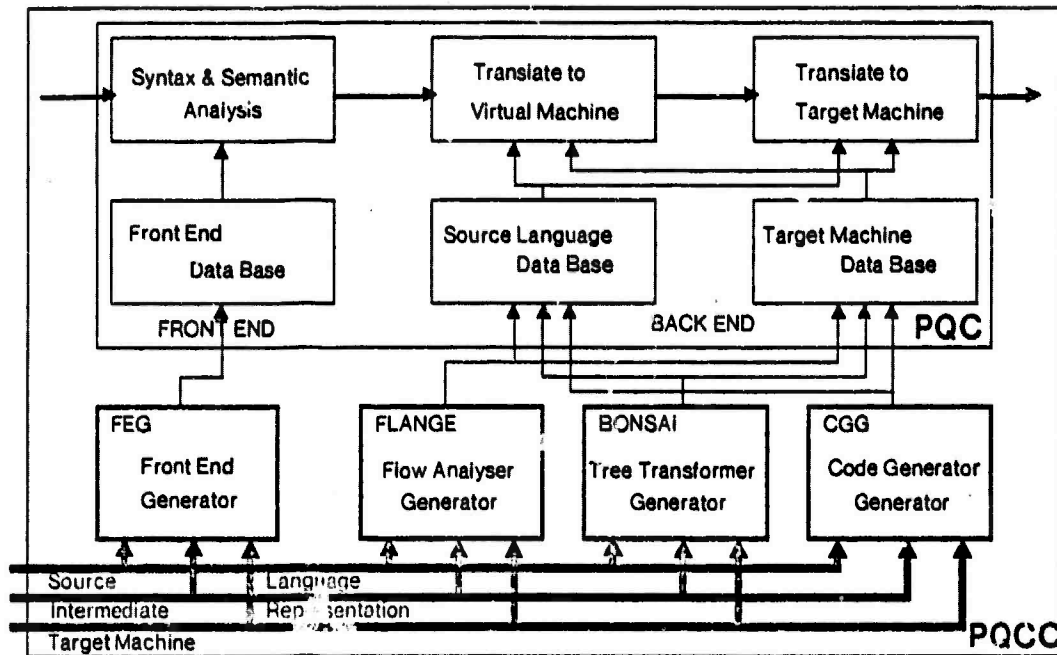 Syntax & Semantic
Analysis
Translate to
Virtual Machine
Translate to
Target Machine
Front End
Data Base
Source Language
Data Base
Target Machine
Data Base
FRONT END
BACK END
PQC
FEG
Front End
Generator
FLANGE
Flow Analyser
Generator
BONSAI
Tree Transformer
Generator
CGG
Code Generator
Generator
Source Language
Intermediate
Target Machine
PQCC